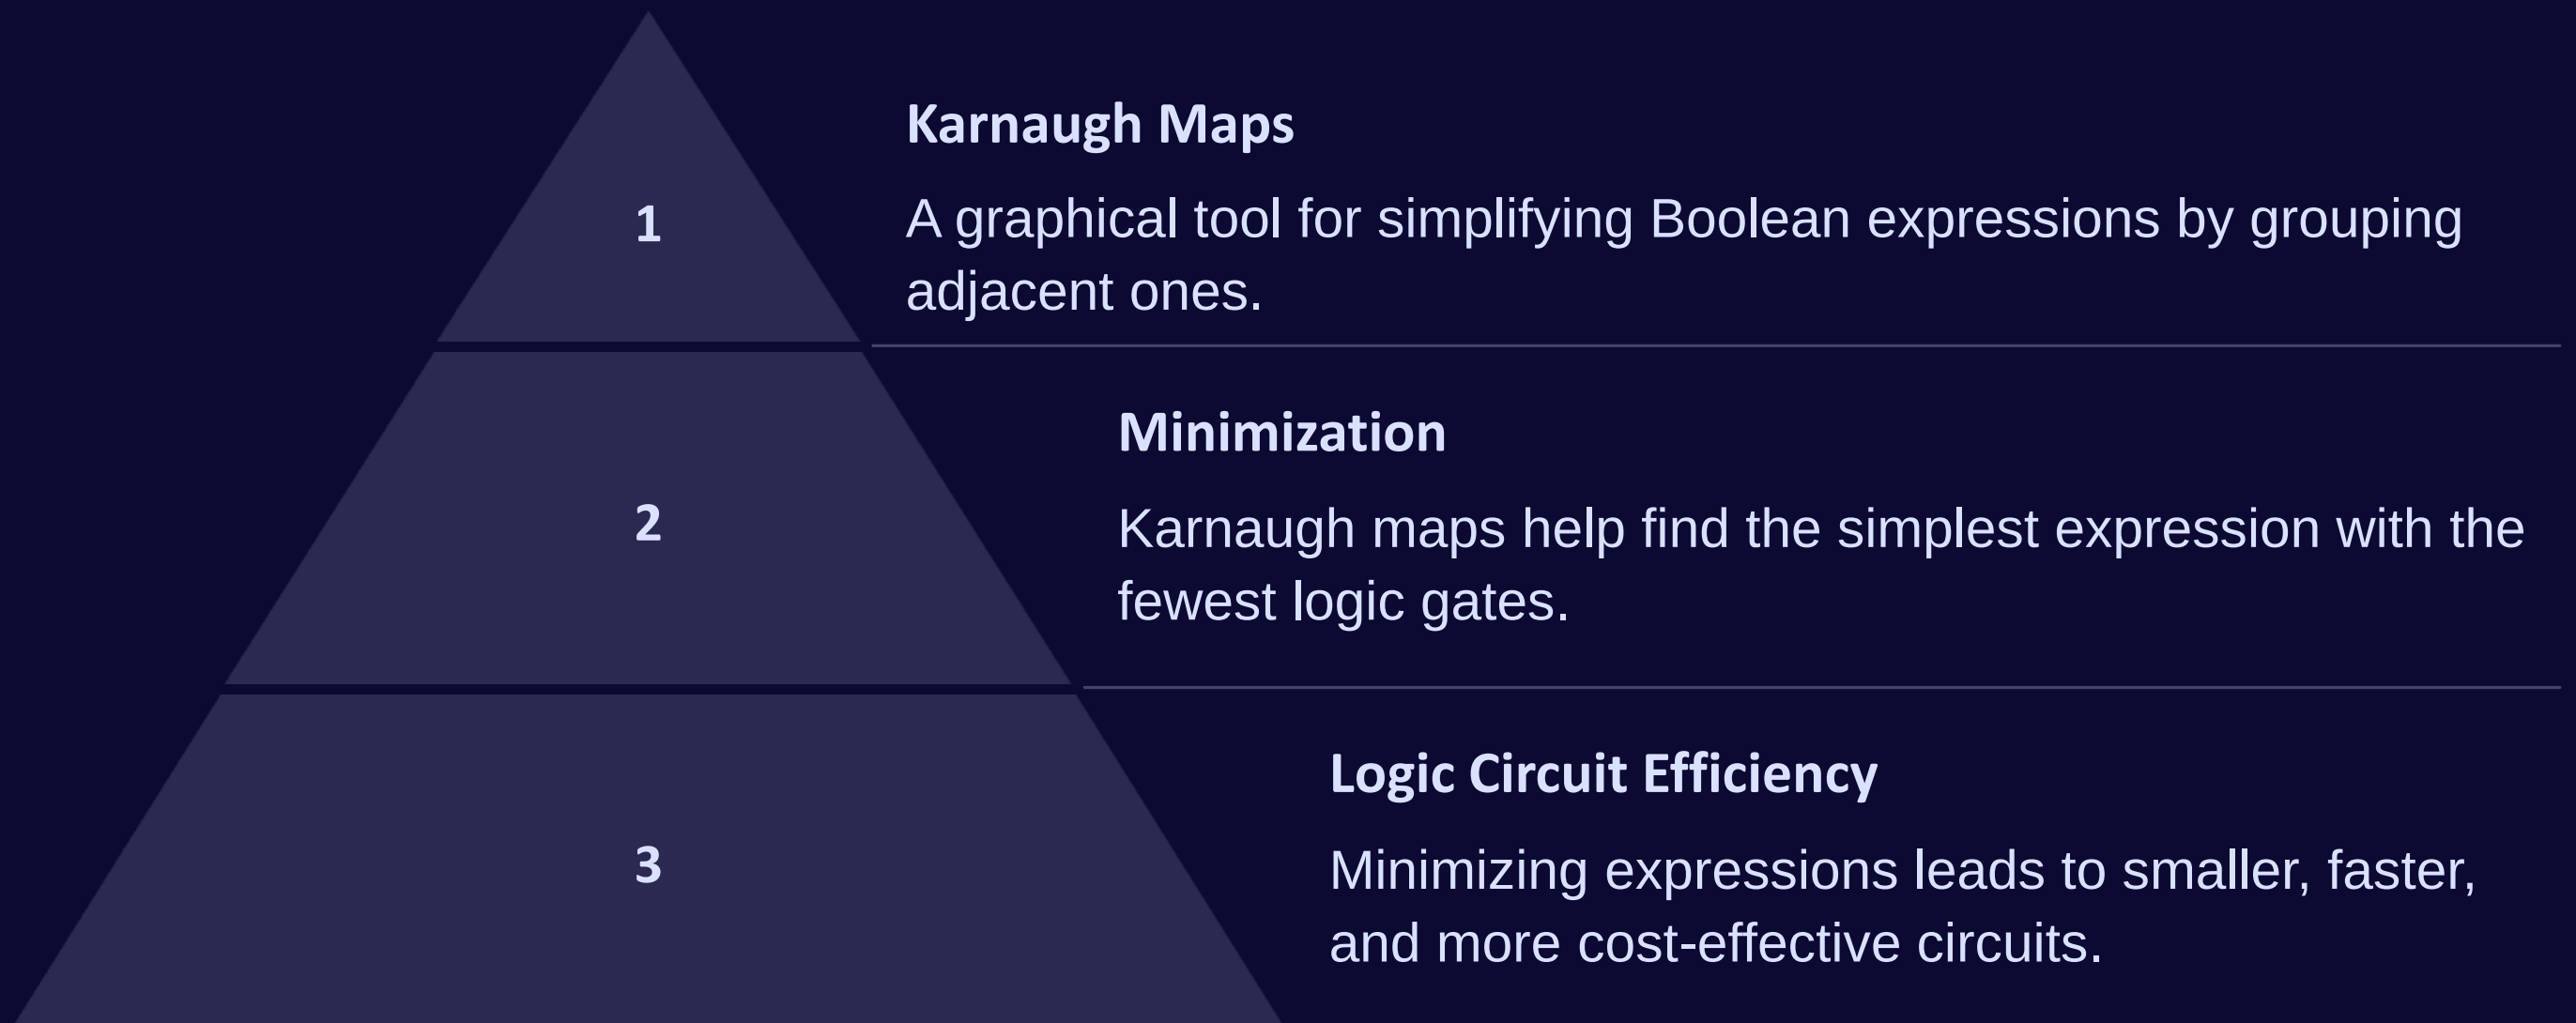 Karnaugh Maps
1
A graphical tool for simplifying Boolean expressions by grouping
adjacent ones.
Minimization
2
Karnaugh maps help find the simplest expression with the
fewest logic gates.
Logic Circuit Efficiency
3
Minimizing expressions leads to smaller, faster,
and more cost-effective circuits.